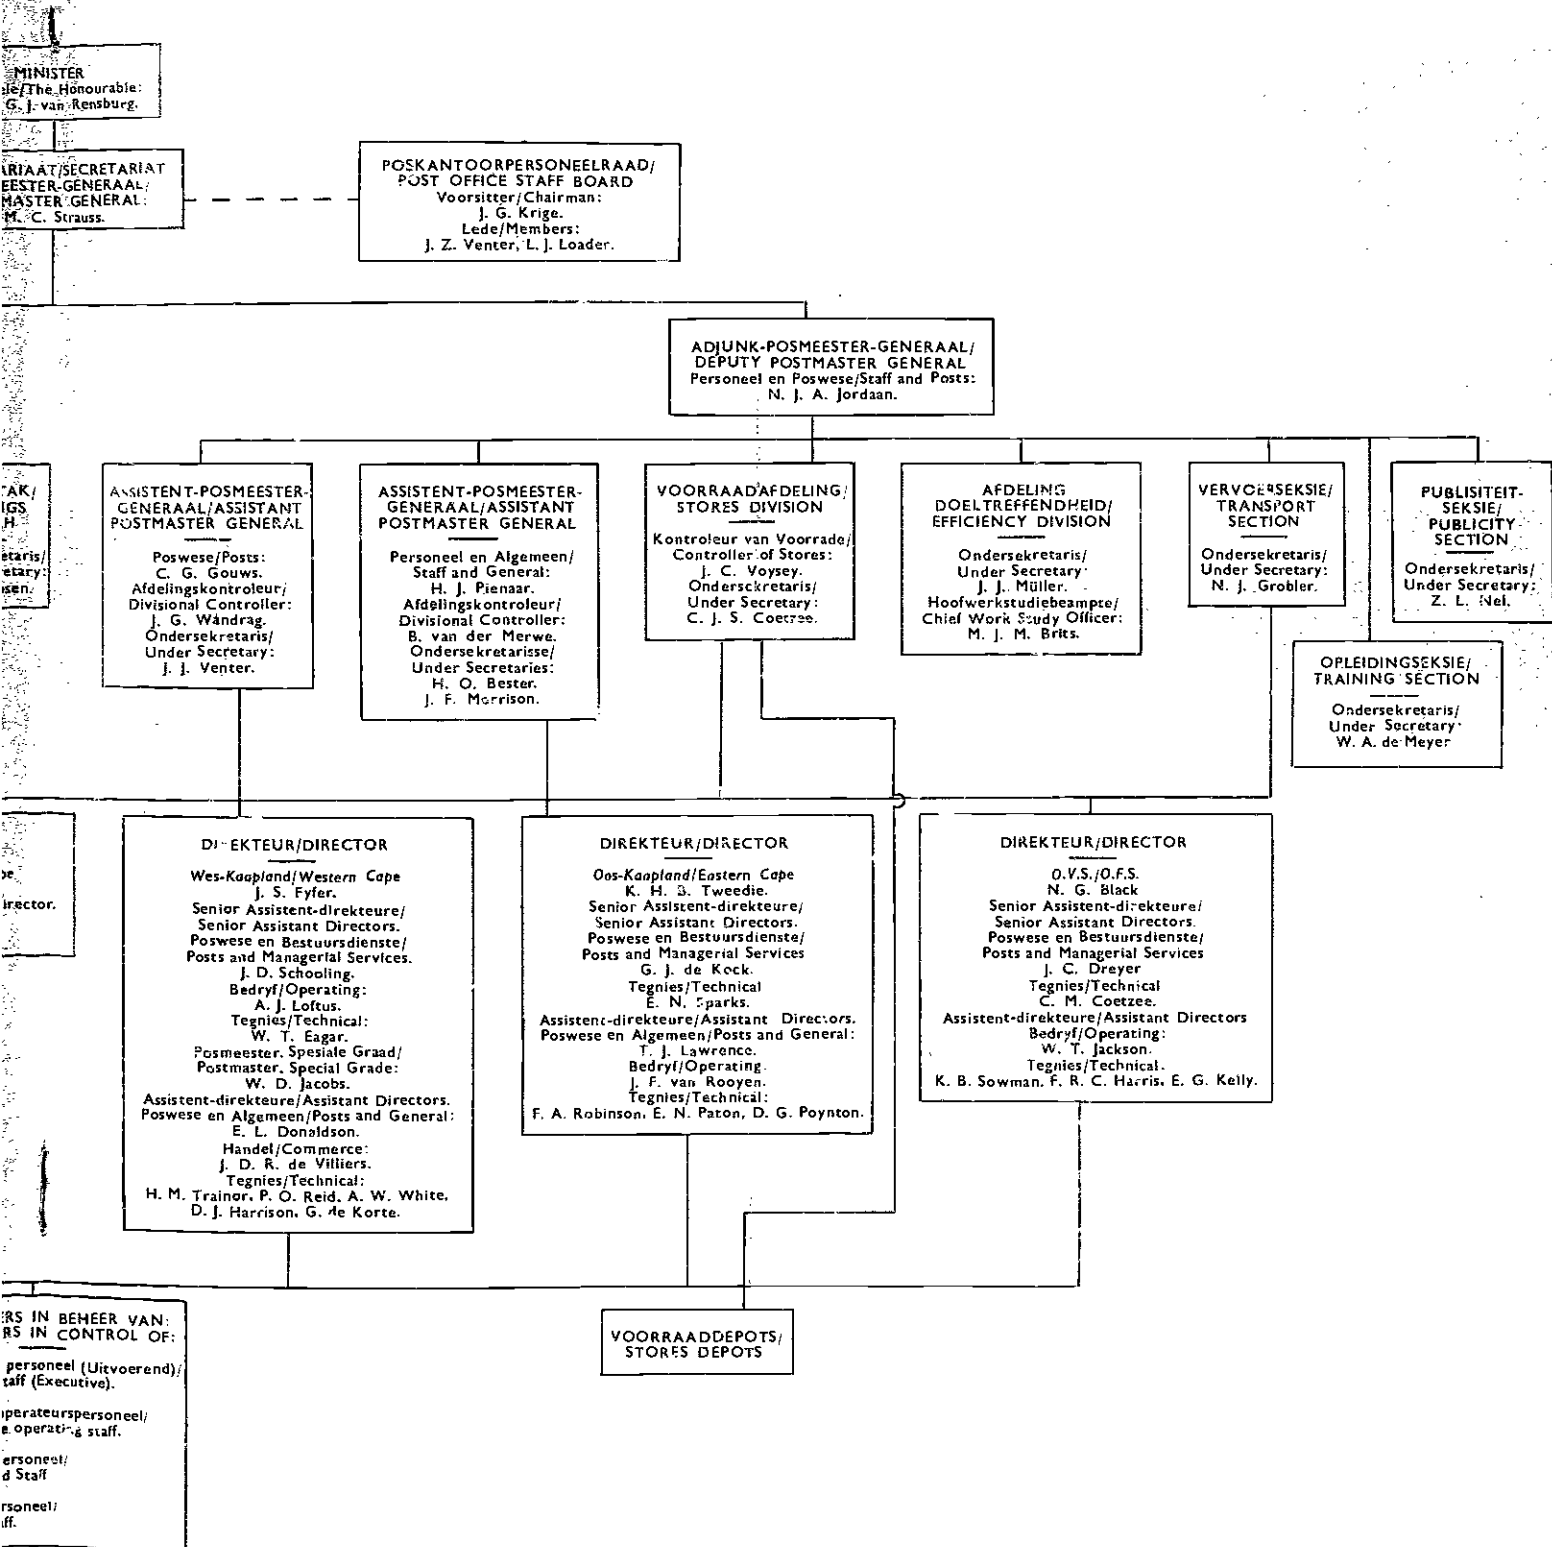 MINISTER
The Honourable:
G. J. van Rensburg.
SECRETARIAT
C. Strauss.
POSKANTOORPERSONEELRAAD/
POST OFFICE STAFF BOARD
Voorsitter/Chairman:
J. G. Krige.
Lede/Members:
J. Z. Venter, L. J. Loader.
ADJUNK-POSMEESTER-GENERAAL/
DEPUTY POSTMASTER GENERAL
Personeel en Poswese/Staff and Posts:
N. J. A. Jordaan.
ASSISTENT-POSMEESTER-
GENERAAL/ASSISTANT
POSTMASTER GENERAL
Poswese/Posts:
C. G. Gouws.
Afdelingskontroleur/
Divisional Controller:
J. G. Wandrag.
Ondersekretaris/
Under Secretary:
J. J. Venter.
ASSISTENT-POSMEESTER-
GENERAAL/ASSISTANT
POSTMASTER GENERAL
Personeel en Algemeen/
Staff and General:
H. J. Pienaar.
Afdelingskontroleur/
Divisional Controller:
B. van der Merwe.
Ondersekretarisse/
Under Secretaries:
H. O. Bester.
J. F. Morrison.
VOORRAADAFDELING/
STORES DIVISION
Kontroleur van Voorrade/
Controller of Stores:
J. C. Voysey.
Ondersekretaris/
Under Secretary:
C. J. S. Coetzee.
AFDELING
DOELTREFFENDHEID/
EFFICIENCY DIVISION
Ondersekretaris/
Under Secretary:
J. J. Müller.
Hoofwerkstudiebeampte/
Chief Work Study Officer:
M. J. M. Brits.
VERVOERSEKSIE/
TRANSPORT
SECTION
Ondersekretaris/
Under Secretary:
N. J. Grobler.
PUBLISITEIT-
SEKSIE/
PUBLICITY
SECTION
Ondersekretaris/
Under Secretary:
Z. L. Nel.
OPLEIDINGSEKSIE/
TRAINING SECTION
Ondersekretaris/
Under Secretary:
W. A. de Meyer
DIREKTEUR/DIRECTOR
Wes-Kaapland/Western Cape
J. S. Fyfer.
Senior Assistent-direkteure/
Senior Assistant Directors.
Poswese en Bestuursdienste/
Posts and Managerial Services.
J. D. Schooling.
Bedryf/Operating:
A. J. Loftus.
Tegnies/Technical:
W. T. Eagar.
Posmeester, Spesiale Graad/
Postmaster, Special Grade:
W. D. Jacobs.
Assistent-direkteure/Assistant Directors.
Poswese en Algemeen/Posts and General:
E. L. Donaldson.
Handel/Commerce:
J. D. R. de Villiers.
Tegnies/Technical:
H. M. Trainor, P. O. Reid, A. W. White,
D. J. Harrison, G. de Korte.
DIREKTEUR/DIRECTOR
Oos-Kaapland/Eastern Cape
K. H. B. Tweedie.
Senior Assistent-direkteure/
Senior Assistant Directors.
Poswese en Bestuursdienste/
Posts and Managerial Services
G. J. de Kock.
Tegnies/Technical
E. N. Sparks.
Assistent-direkteure/Assistant Directors.
Poswese en Algemeen/Posts and General:
T. J. Lawrence.
Bedryf/Operating.
J. F. van Rooyen.
Tegnies/Technical:
F. A. Robinson, E. N. Paton, D. G. Poynton.
DIREKTEUR/DIRECTOR
O.V.S./O.F.S.
N. G. Black
Senior Assistent-direkteure/
Senior Assistant Directors.
Poswese en Bestuursdienste/
Posts and Managerial Services
J. C. Dreyer
Tegnies/Technical
C. M. Coetzee.
Assistent-direkteure/Assistant Directors
Bedryf/Operating:
W. T. Jackson.
Tegnies/Technical.
K. B. Sowman, F. R. C. Harris, E. G. Kelly.
IN BEHEER VAN:
IN CONTROL OF:
personeel (Uitvoerend)/
(Executive).
operating staff.
Staff
VOORRAADDEPOTS/
STORES DEPOTS